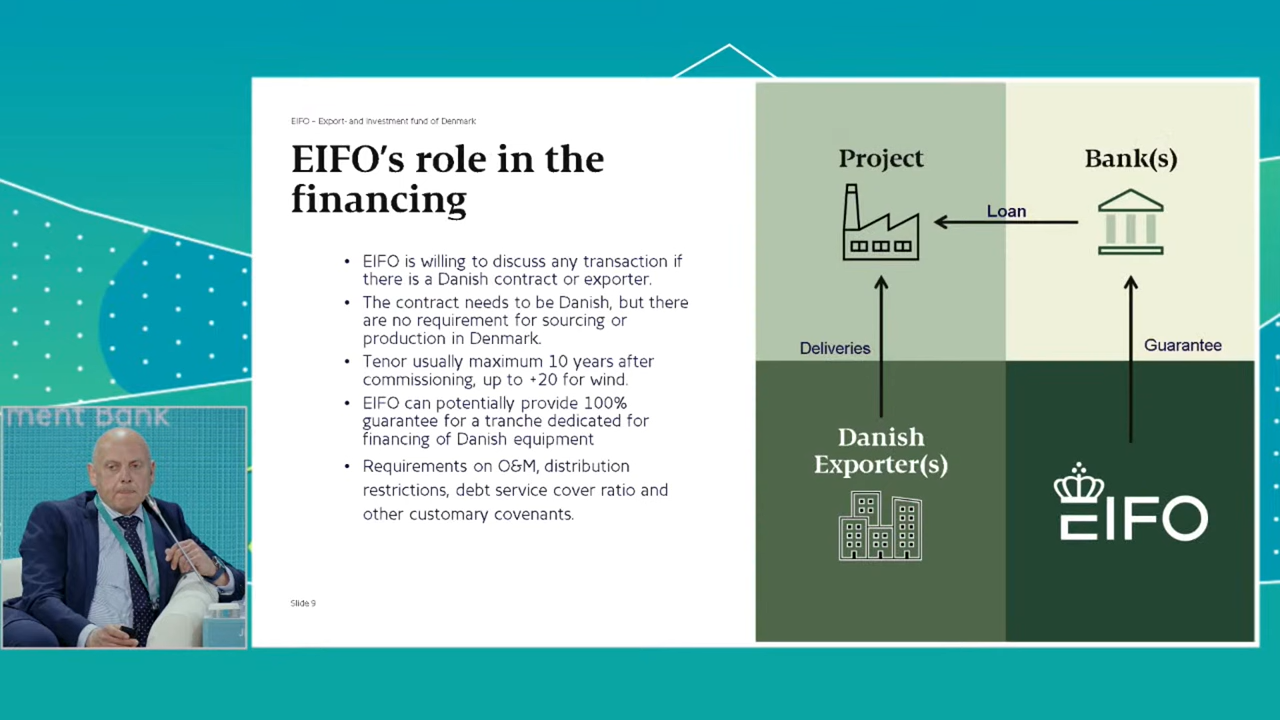 EIFO – Export- and Investment fund of Denmark
EIFO's role in the
financing
• EIFO is willing to discuss any transaction if
there is a Danish contract or exporter.
• The contract needs to be Danish, but there
are no requirement for sourcing or
production in Denmark.
• Tenor usually maximum 10 years after
commissioning, up to +20 for wind.
• EIFO can potentially provide 100%
guarantee for a tranche dedicated for
financing of Danish equipment
• Requirements on O&M, distribution
restrictions, debt service cover ratio and
other customary covenants.
Slide 9
Project
Bank(s)
Loan
Deliveries
Guarantee
Danish
Exporter(s)
EIFO
ment Bank